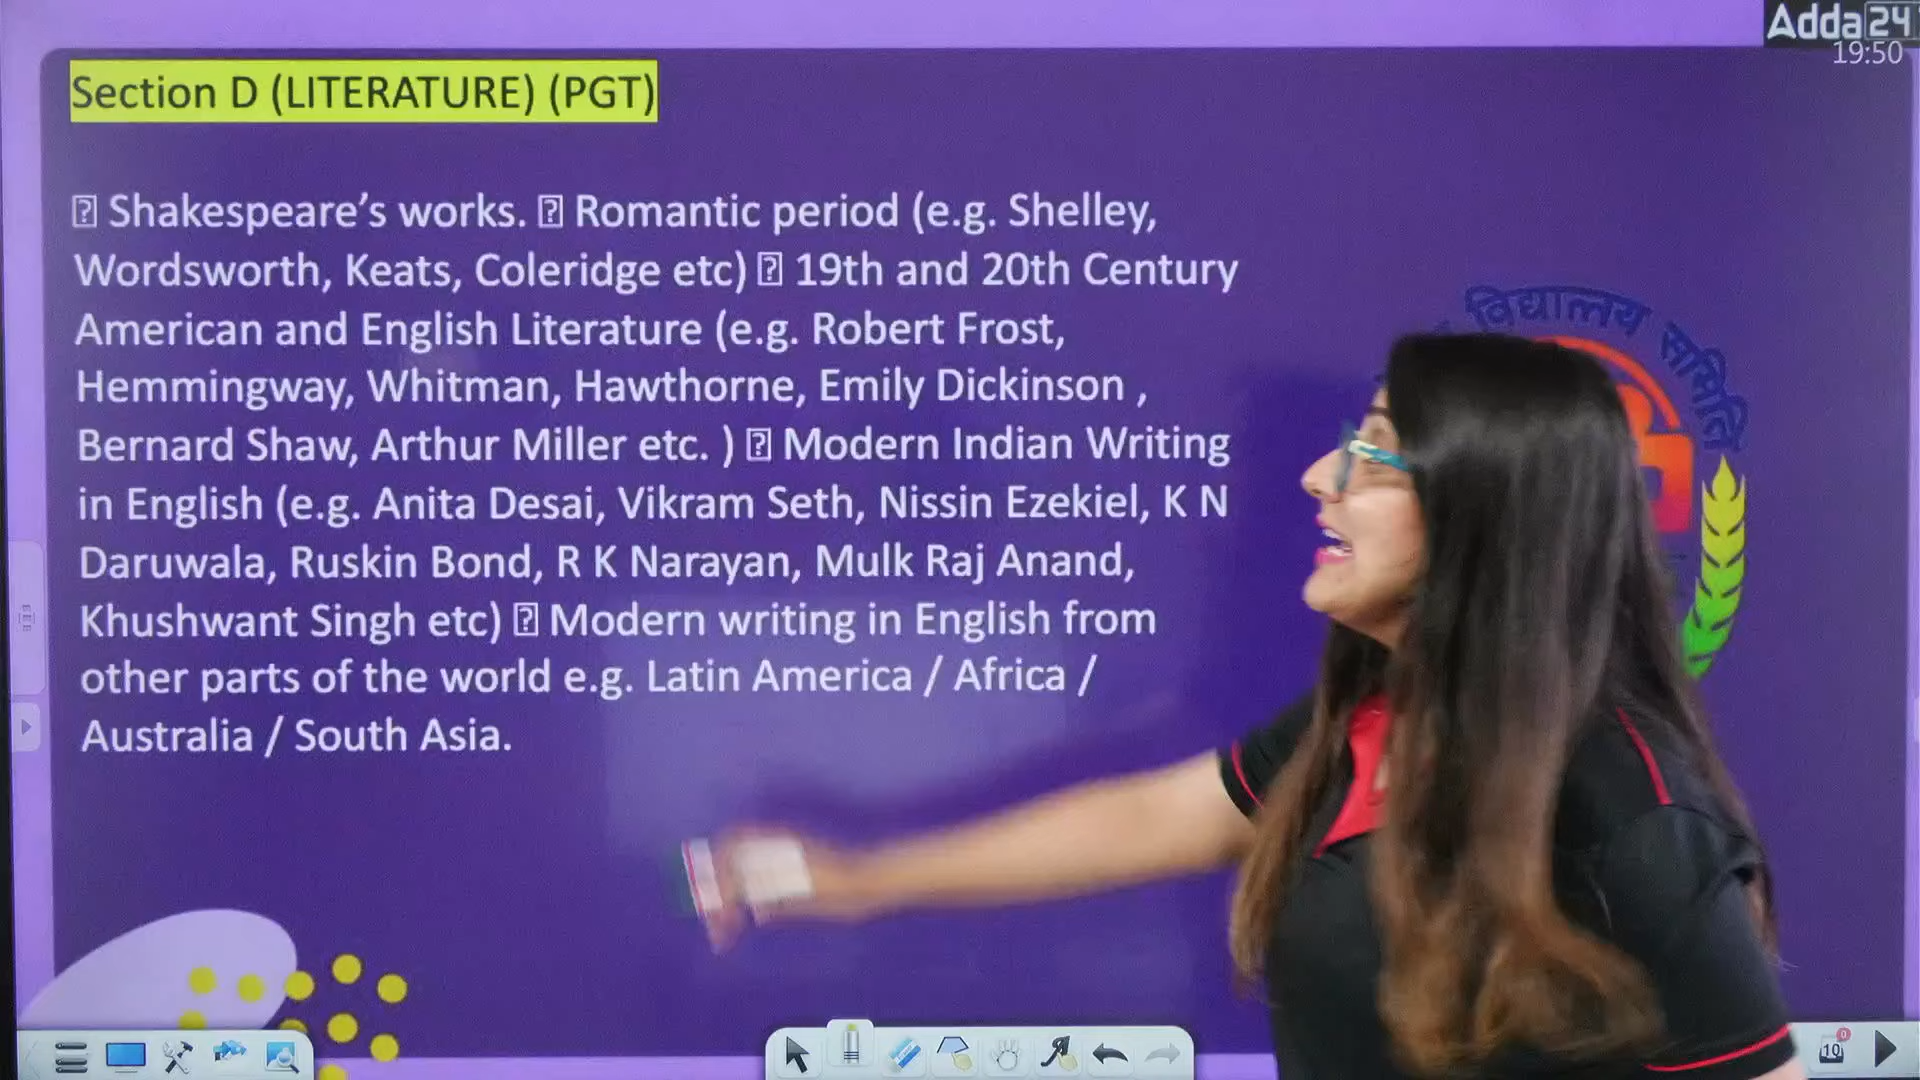 Adda24
19:50
Section D (LITERATURE) (PGT)
⍰ Shakespeare’s works. ⍰ Romantic period (e.g. Shelley,
Wordsworth, Keats, Coleridge etc) ⍰ 19th and 20th Century
American and English Literature (e.g. Robert Frost,
Hemmingway, Whitman, Hawthorne, Emily Dickinson ,
Bernard Shaw, Arthur Miller etc. ) ⍰ Modern Indian Writing
in English (e.g. Anita Desai, Vikram Seth, Nissin Ezekiel, K N
Daruwala, Ruskin Bond, R K Narayan, Mulk Raj Anand,
Khushwant Singh etc) ⍰ Modern writing in English from
other parts of the world e.g. Latin America / Africa /
Australia / South Asia.
विद्यालय समिति
10
0